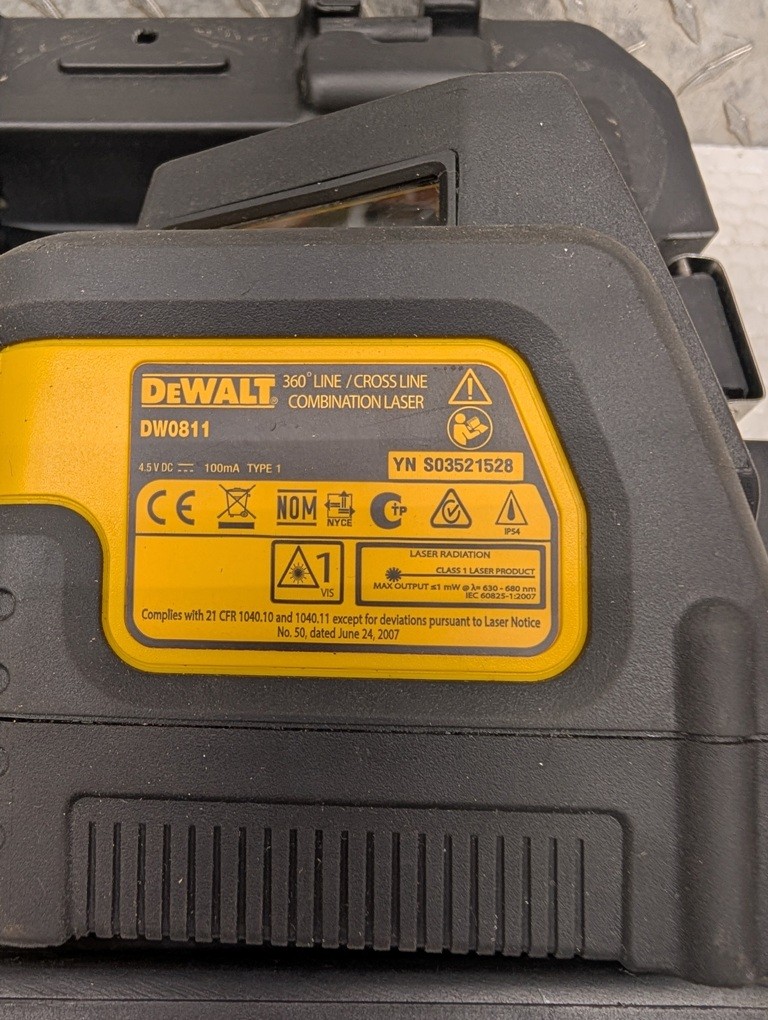 DEWALT®
360° LINE / CROSS LINE
COMBINATION LASER
DW0811
4.5 V DC 100mA TYPE 1
YN S03521528
CE NOM NYCE TP IP54
1
VIS
LASER RADIATION
CLASS 1 LASER PRODUCT
MAX OUTPUT ≤1 mW @ λ= 630 - 680 nm
IEC 60825-1:2007
Complies with 21 CFR 1040.10 and 1040.11 except for deviations pursuant to Laser Notice
No. 50, dated June 24, 2007